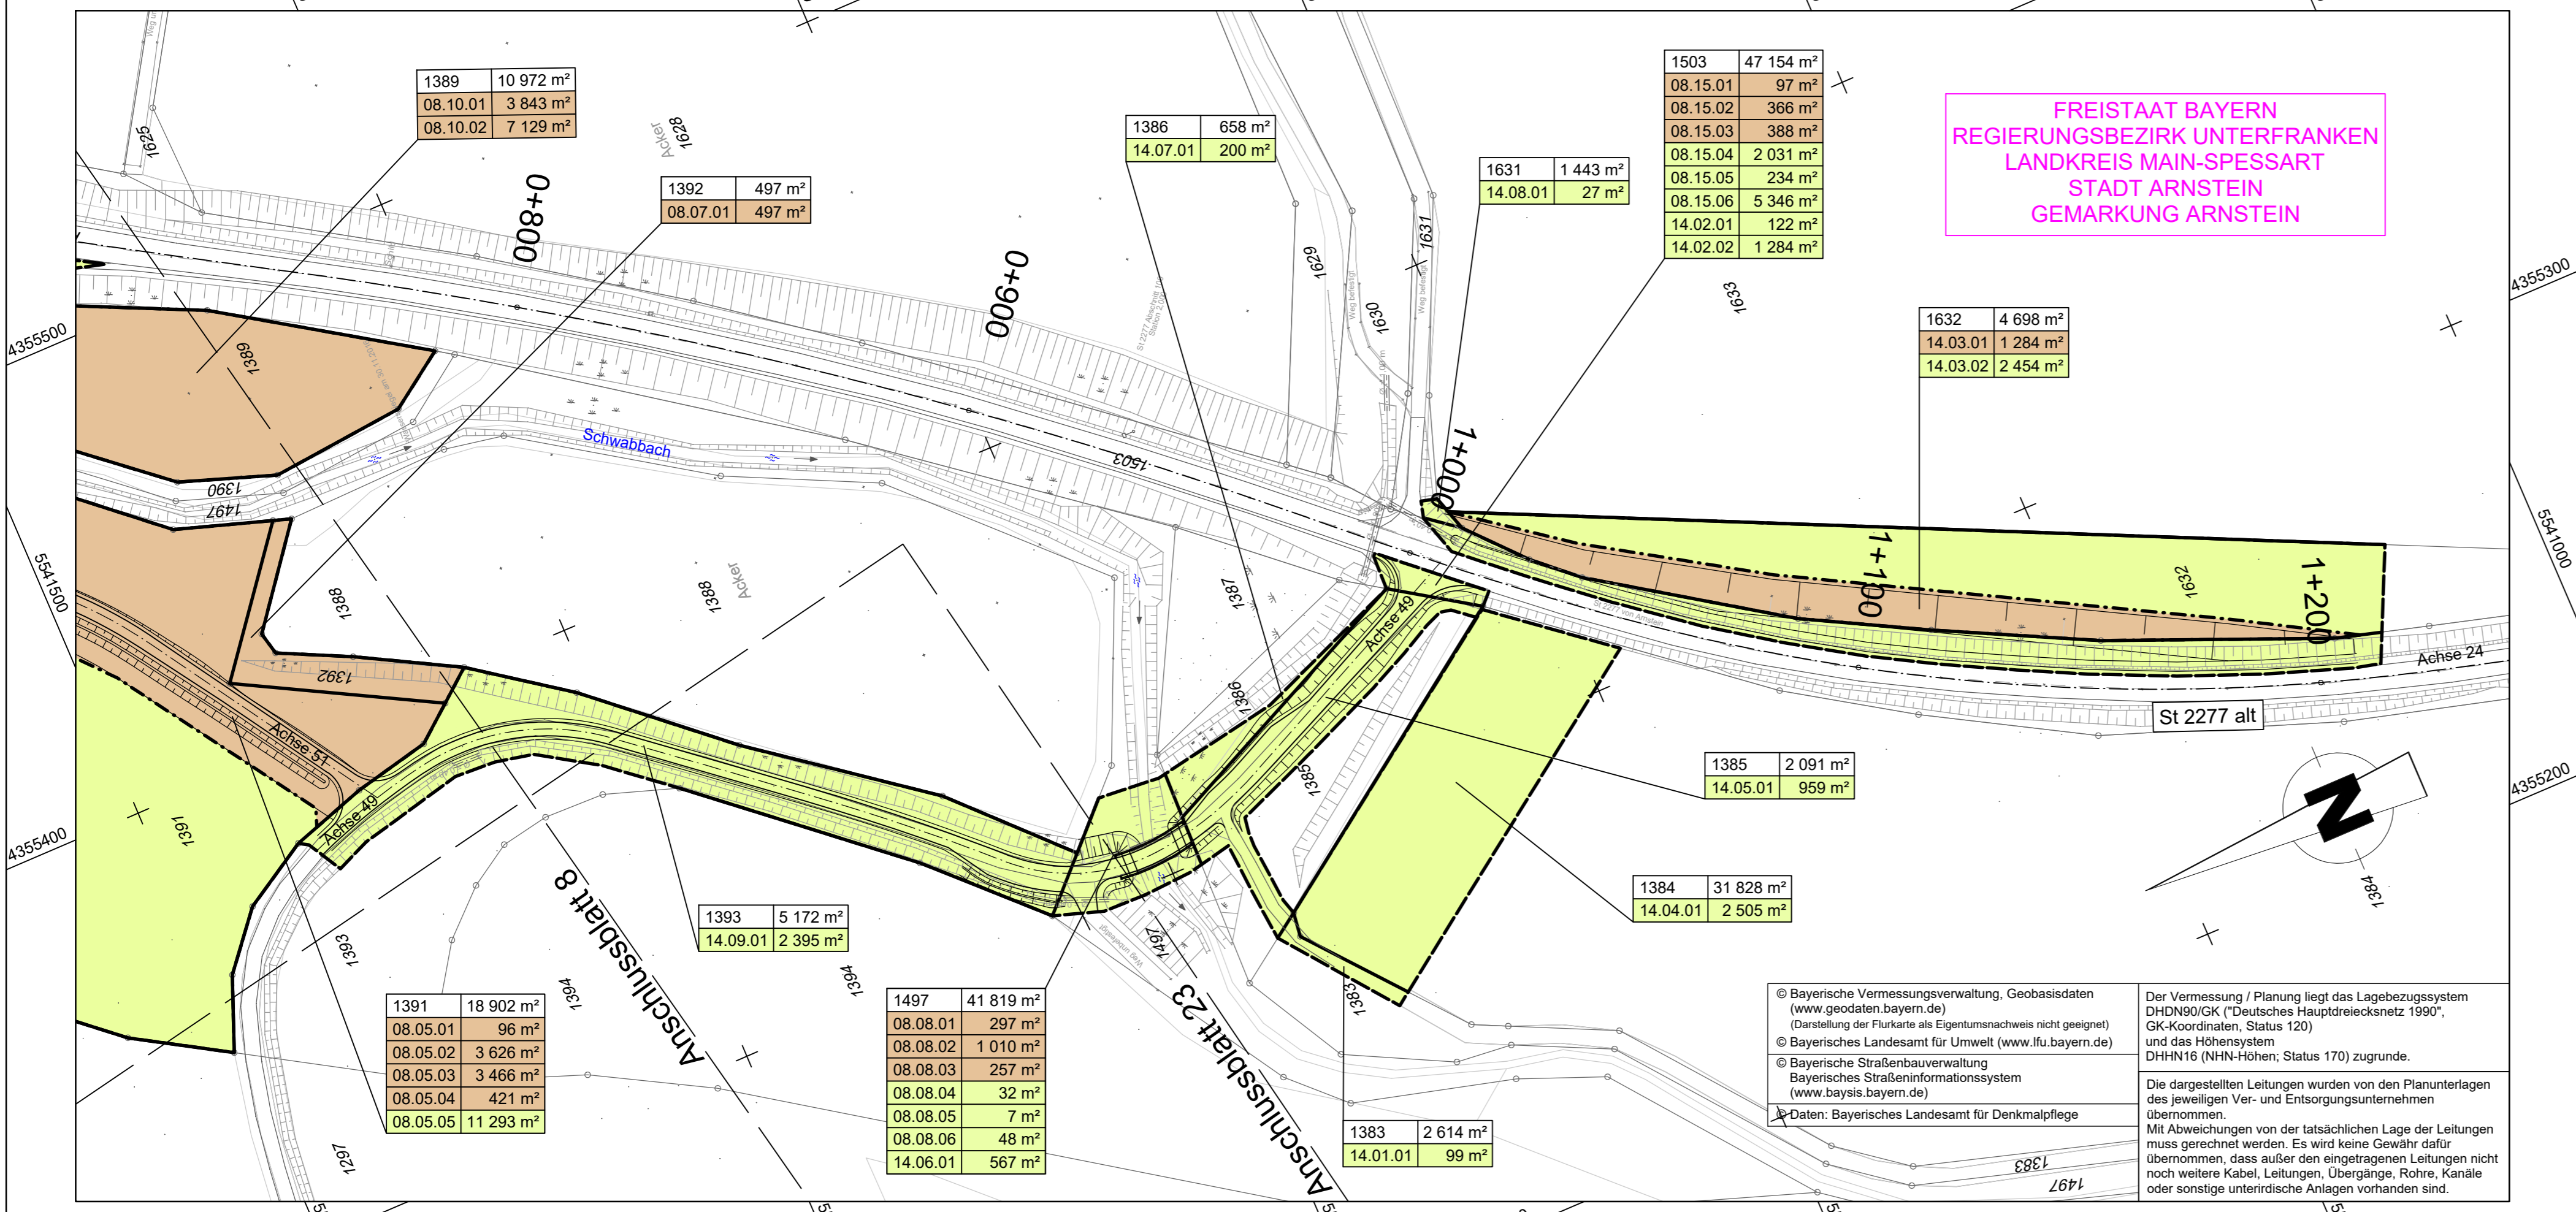 1389 10 972 m²
08.10.01 3 843 m²
08.10.02 7 129 m²
1392 497 m²
08.07.01 497 m²
1386 658 m²
14.07.01 200 m²
1631 1 443 m²
14.08.01 27 m²
1503 47 154 m²
08.15.01 97 m²
08.15.02 366 m²
08.15.03 388 m²
08.15.04 2 031 m²
08.15.05 234 m²
08.15.06 5 346 m²
14.02.01 122 m²
14.02.02 1 284 m²
FREISTAAT BAYERN
REGIERUNGSBEZIRK UNTERFRANKEN
LANDKREIS MAIN-SPESSART
STADT ARNSTEIN
GEMARKUNG ARNSTEIN
1632 4 698 m²
14.03.01 1 284 m²
14.03.02 2 454 m²
1625
Acker
1628
0+800
0+900
St 2277 Abschnitt
1629
Weg befestigt
1630
Weg befestigt
1631
1633
4355300
4355500
1389
Schwabbach
1503
1+000
1390
1497
5541500
5541000
1388
1388
Acker
1387
Achse 49
St 2277 von Arnstein
1+100
1632
1+200
Achse 24
St 2277 alt
1392
1386
Achse 51
Achse 49
1385
1391
4355400
4355200
N
1385 2 091 m²
14.05.01 959 m²
1384 31 828 m²
14.04.01 2 505 m²
1384
Anschlussblatt 8
1393 5 172 m²
14.09.01 2 395 m²
1393
1394
1394
Weg unbefestigt
1497
Anschlussblatt 23
1383
1391 18 902 m²
08.05.01 96 m²
08.05.02 3 626 m²
08.05.03 3 466 m²
08.05.04 421 m²
08.05.05 11 293 m²
1497 41 819 m²
08.08.01 297 m²
08.08.02 1 010 m²
08.08.03 257 m²
08.08.04 32 m²
08.08.05 7 m²
08.08.06 48 m²
14.06.01 567 m²
1383 2 614 m²
14.01.01 99 m²
1297
1383
1497
© Bayerische Vermessungsverwaltung, Geobasisdaten
(www.geodaten.bayern.de)
(Darstellung der Flurkarte als Eigentumsnachweis nicht geeignet)
© Bayerisches Landesamt für Umwelt (www.lfu.bayern.de)
© Bayerische Straßenbauverwaltung
Bayerisches Straßeninformationssystem
(www.baysis.bayern.de)
© Daten: Bayerisches Landesamt für Denkmalpflege
Der Vermessung / Planung liegt das Lagebezugssystem
DHDN90/GK ("Deutsches Hauptdreiecksnetz 1990",
GK-Koordinaten, Status 120)
und das Höhensystem
DHHN16 (NHN-Höhen; Status 170) zugrunde.
Die dargestellten Leitungen wurden von den Planunterlagen
des jeweiligen Ver- und Entsorgungsunternehmen
übernommen.
Mit Abweichungen von der tatsächlichen Lage der Leitungen
muss gerechnet werden. Es wird keine Gewähr dafür
übernommen, dass außer den eingetragenen Leitungen nicht
noch weitere Kabel, Leitungen, Übergänge, Rohre, Kanäle
oder sonstige unterirdische Anlagen vorhanden sind.